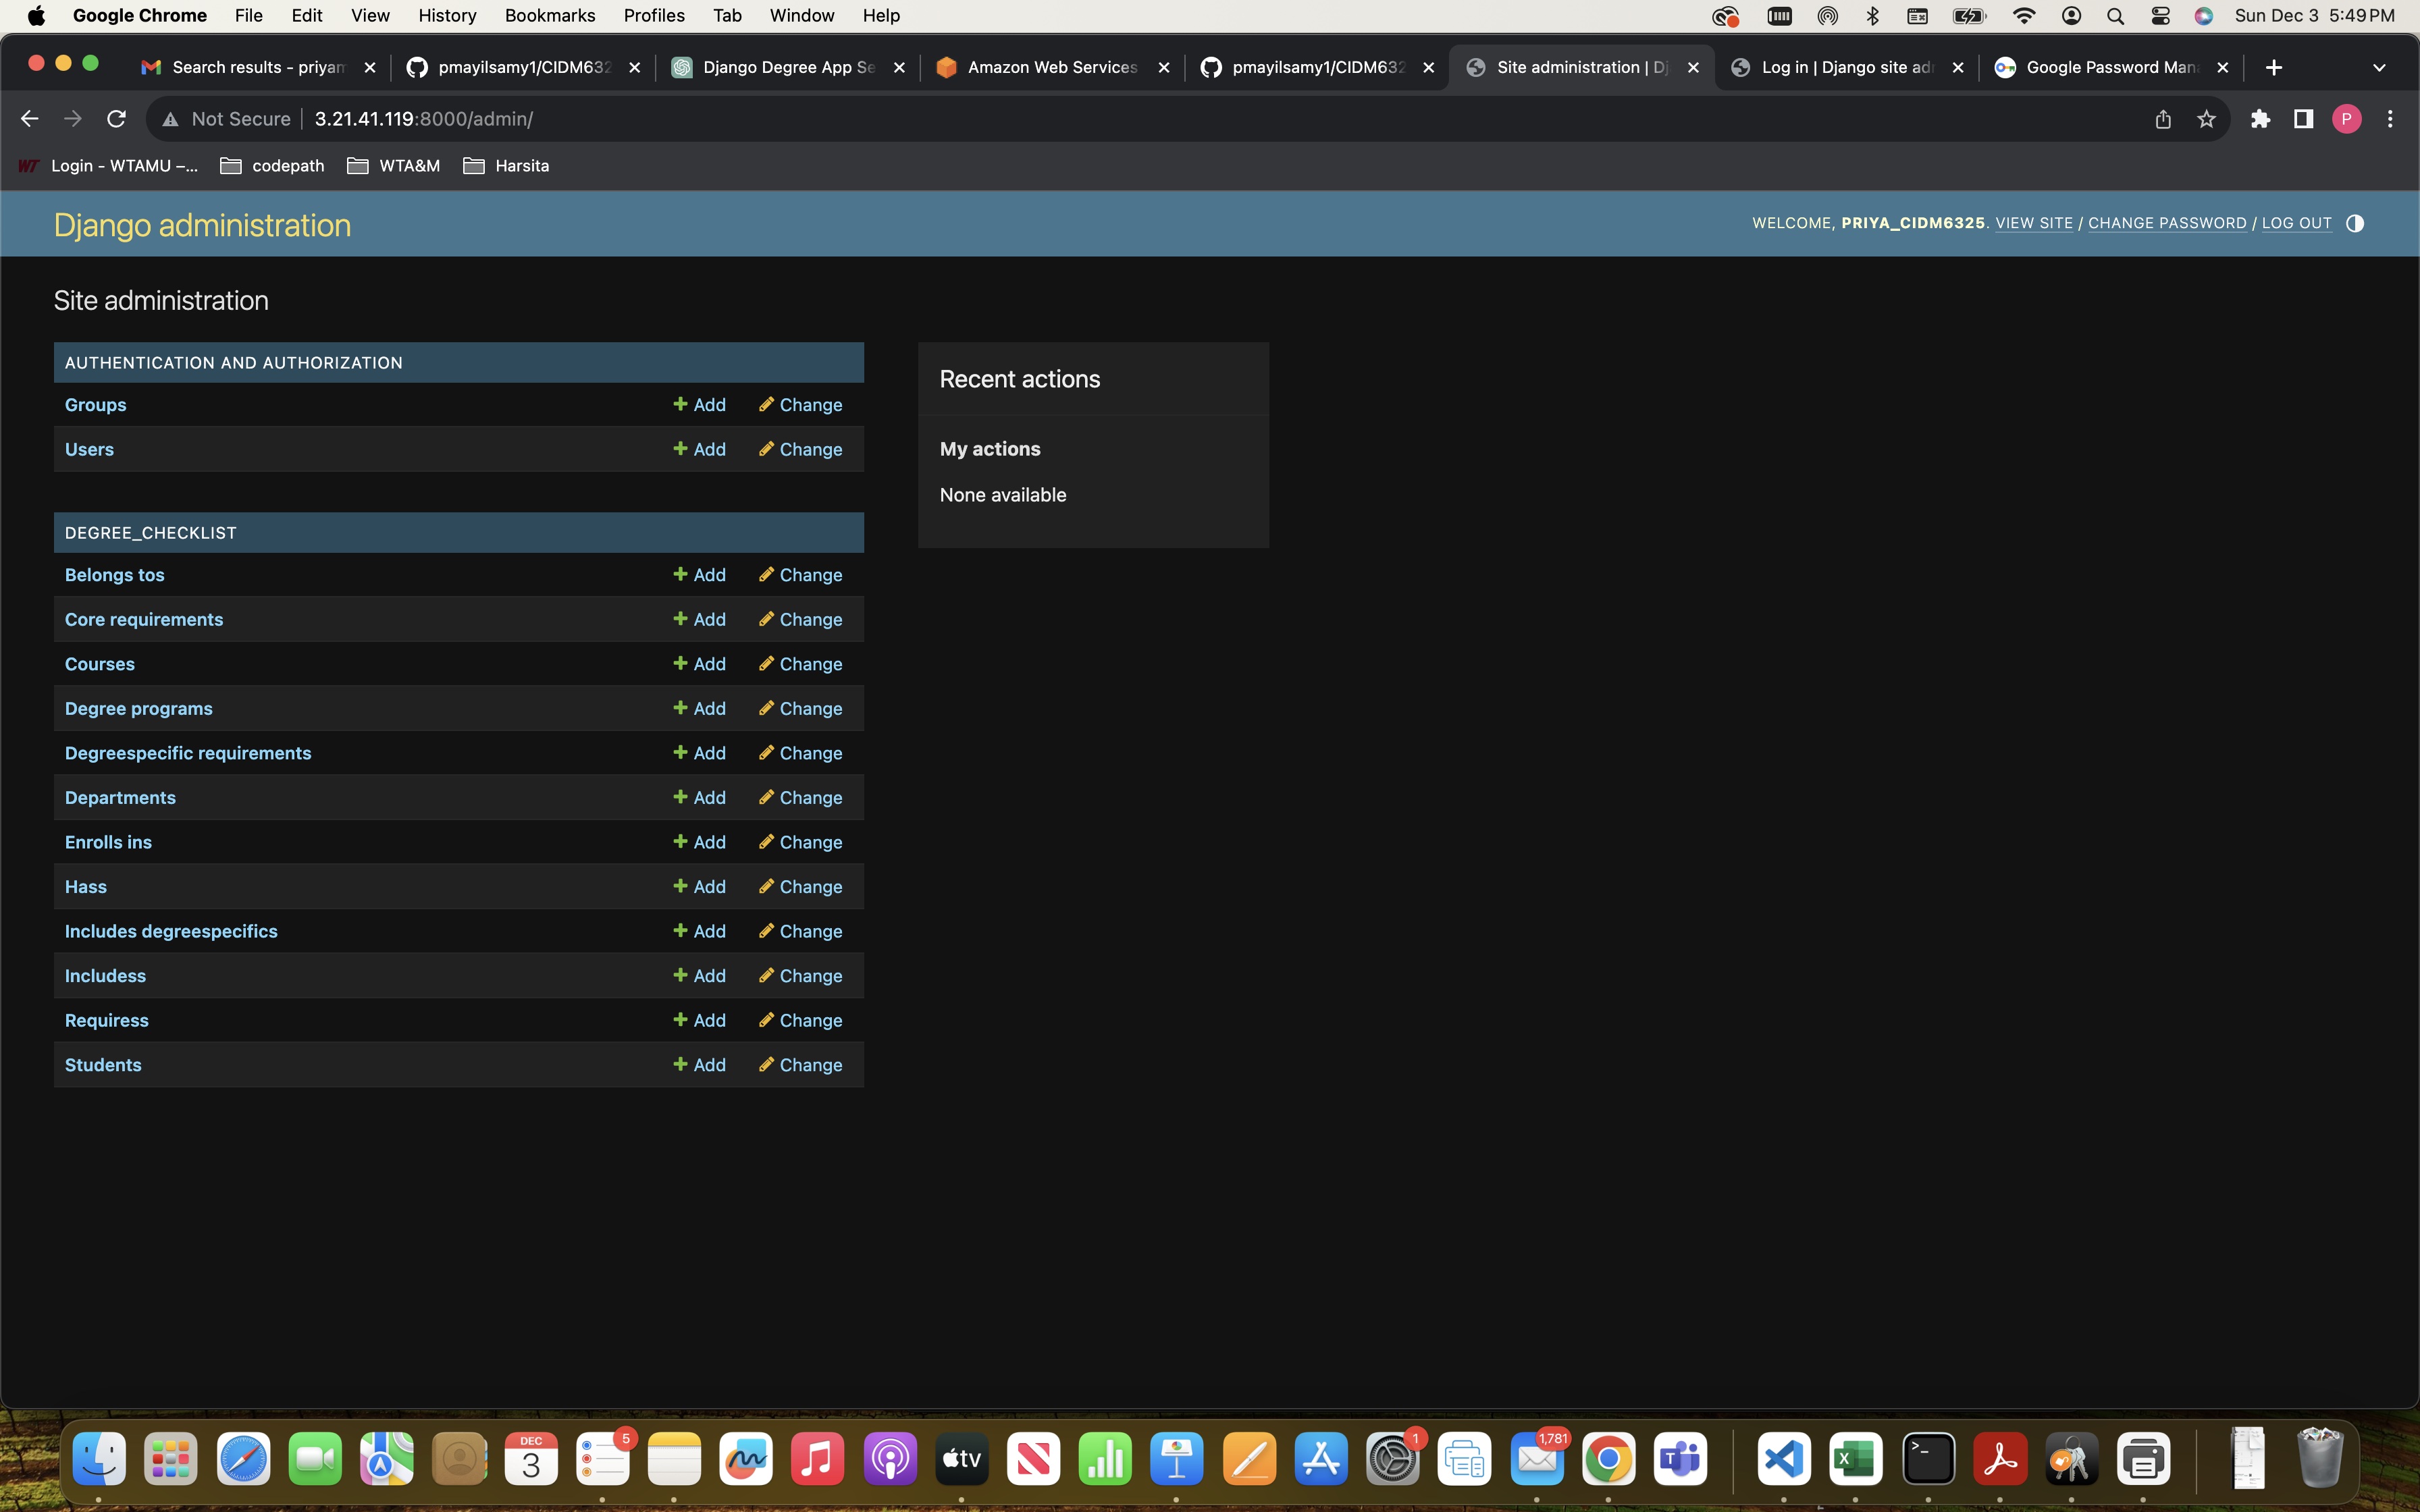 Google Chrome File Edit View History Bookmarks Profiles Tab Window Help Sun Dec 3 5:49 PM
Search results - priyam pmayilsamy1/CIDM632 Django Degree App Se Amazon Web Services pmayilsamy1/CIDM632 Site administration | Dj Log in | Django site ad Google Password Man
Not Secure 3.21.41.119:8000/admin/ P
WT Login - WTAMU –... codepath WTA&M Harsita
Django administration WELCOME, PRIYA_CIDM6325. VIEW SITE / CHANGE PASSWORD / LOG OUT
Site administration
AUTHENTICATION AND AUTHORIZATION
Groups Add Change
Users Add Change
DEGREE_CHECKLIST
Belongs tos Add Change
Core requirements Add Change
Courses Add Change
Degree programs Add Change
Degreespecific requirements Add Change
Departments Add Change
Enrolls ins Add Change
Hass Add Change
Includes degreespecifics Add Change
Includess Add Change
Requiress Add Change
Students Add Change
Recent actions
My actions
None available
DEC
3
5
tv
1
1,781
T
X
>_